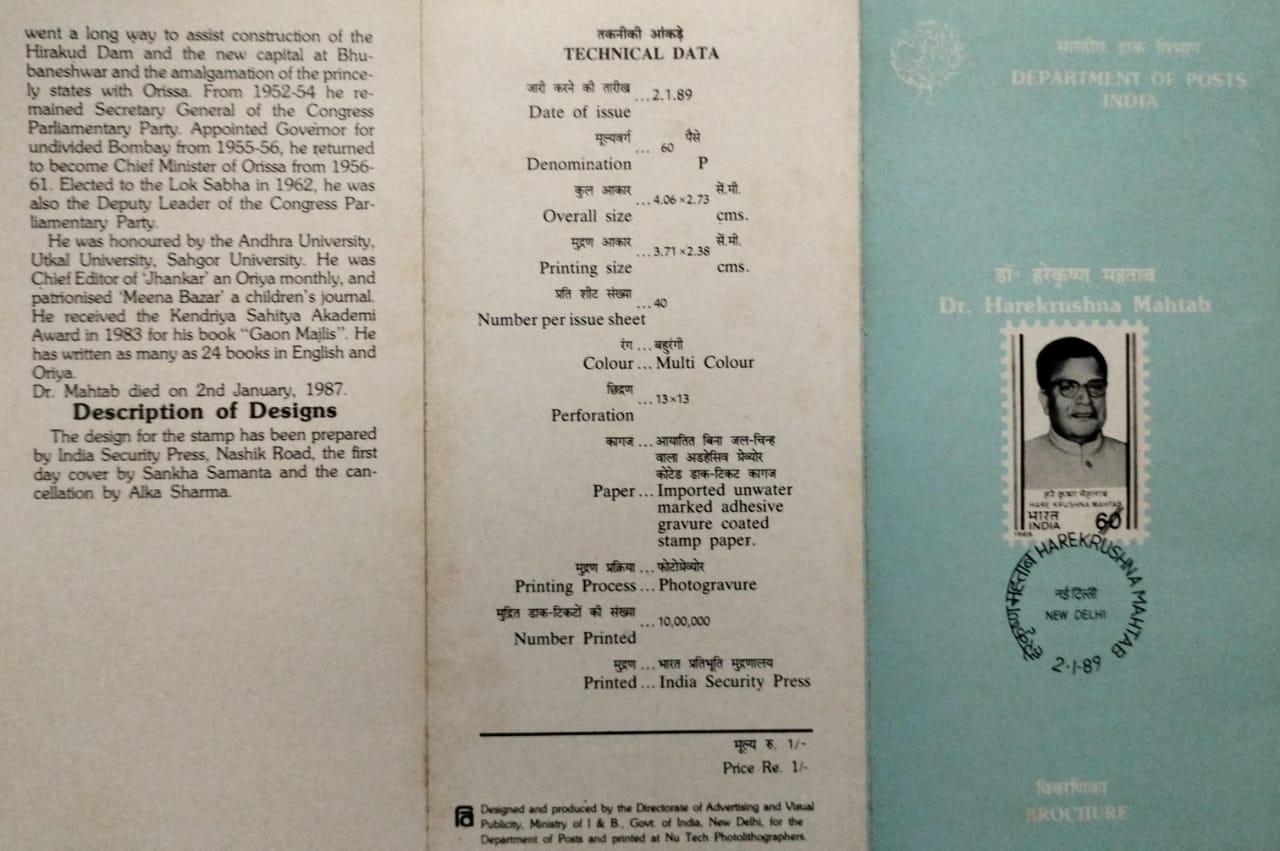 went a long way to assist construction of the
Hirakud Dam and the new capital at Bhu-
baneshwar and the amalgamation of the prince-
ly states with Orissa. From 1952-54 he re-
mained Secretary General of the Congress
Parliamentary Party. Appointed Governor for
undivided Bombay from 1955-56, he returned
to become Chief Minister of Orissa from 1956-
61. Elected to the Lok Sabha in 1962, he was
also the Deputy Leader of the Congress Par-
liamentary Party.
He was honoured by the Andhra University,
Utkal University, Sahgor University. He was
Chief Editor of 'Jhankar' an Oriya monthly, and
patrionised 'Meena Bazar' a children's journal.
He received the Kendriya Sahitya Akademi
Award in 1983 for his book "Gaon Majlis". He
has written as many as 24 books in English and
Oriya.
Dr. Mahtab died on 2nd January, 1987.
Description of Designs
The design for the stamp has been prepared
by India Security Press, Nashik Road, the first
day cover by Sankha Samanta and the can-
cellation by Alka Sharma.
तकनीकी आंकड़े
TECHNICAL DATA
जारी करने की तारीख
...2.1.89
Date of issue
मूल्यवर्ग पैसे
... 60
Denomination P
कुल आकार सें.मी.
...4.06×2.73
Overall size cms.
मुद्रण आकार सें.मी.
...3.71×2.38
Printing size cms.
प्रति शीट संख्या
...40
Number per issue sheet
रंग ... बहुरंगी
Colour ... Multi Colour
छिद्रण
...13×13
Perforation
कागज ... आयातित बिना जल-चिन्ह
वाला अडहेसिव ग्रेव्योर
कोटेड डाक-टिकट कागज
Paper ... Imported unwater
marked adhesive
gravure coated
stamp paper.
मुद्रण प्रक्रिया ... फोटोग्रेव्योर
Printing Process ... Photogravure
मुद्रित डाक-टिकटों की संख्या
... 10,00,000
Number Printed
मुद्रण ... भारत प्रतिभूति मुद्रणालय
Printed ... India Security Press
मूल्य रु. 1/-
Price Re. 1/-
Designed and produced by the Directorate of Advertising and Visual
Publicity, Ministry of I & B., Govt. of India, New Delhi, for the
Department of Posts and printed at Nu Tech Photolithographers.
भारतीय डाक विभाग
DEPARTMENT OF POSTS
INDIA
डॉ॰ हरेकृष्ण महताब
Dr. Harekrushna Mahtab
हरे कृष्ण मेहताब
HARE KRUSHNA MAHTAB
भारत
INDIA 60
1989
हरेकृष्ण महताब HAREKRUSHNA MAHTAB
नई दिल्ली
NEW DELHI
2·1·89
विवरणिका
BROCHURE